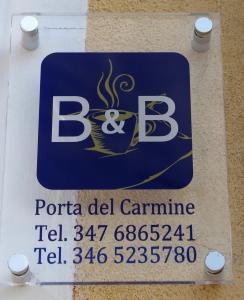 B&B
Porta del Carmine
Tel. 347 6865241
Tel. 346 5235780